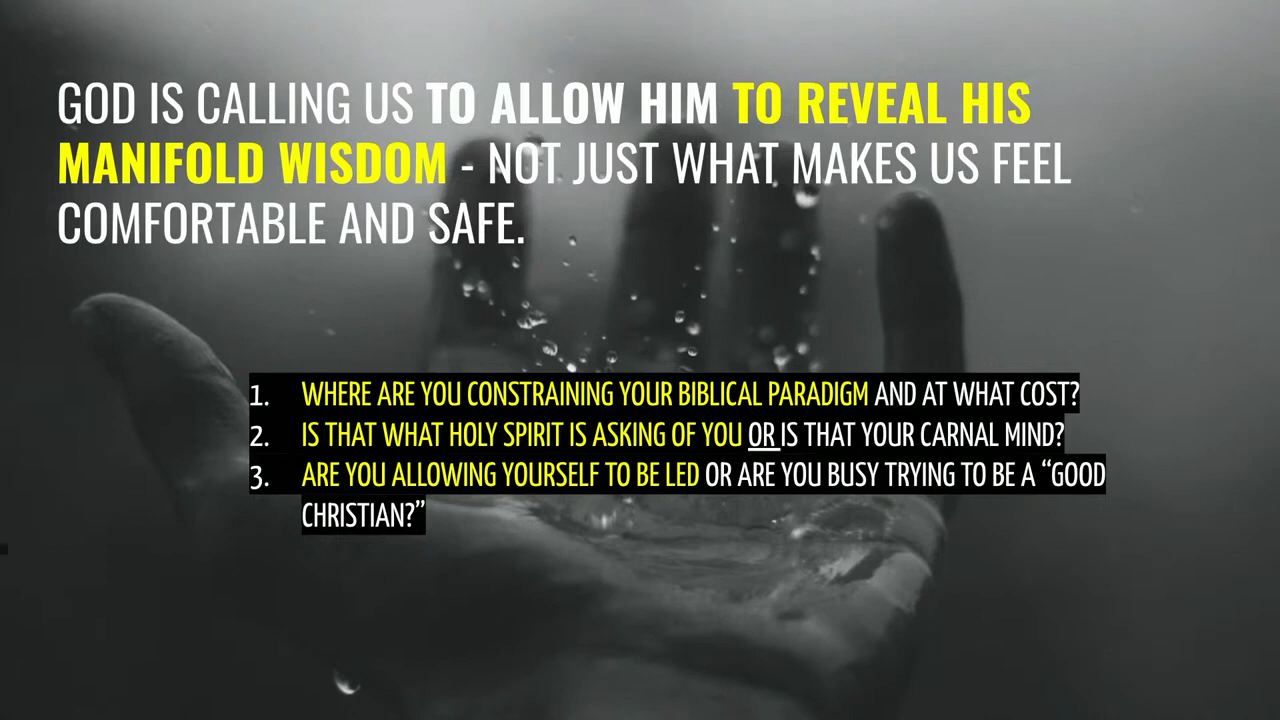 GOD IS CALLING US TO ALLOW HIM TO REVEAL HIS
MANIFOLD WISDOM - NOT JUST WHAT MAKES US FEEL
COMFORTABLE AND SAFE.
1. WHERE ARE YOU CONSTRAINING YOUR BIBLICAL PARADIGM AND AT WHAT COST?
2. IS THAT WHAT HOLY SPIRIT IS ASKING OF YOU OR IS THAT YOUR CARNAL MIND?
3. ARE YOU ALLOWING YOURSELF TO BE LED OR ARE YOU BUSY TRYING TO BE A “GOOD
CHRISTIAN?”